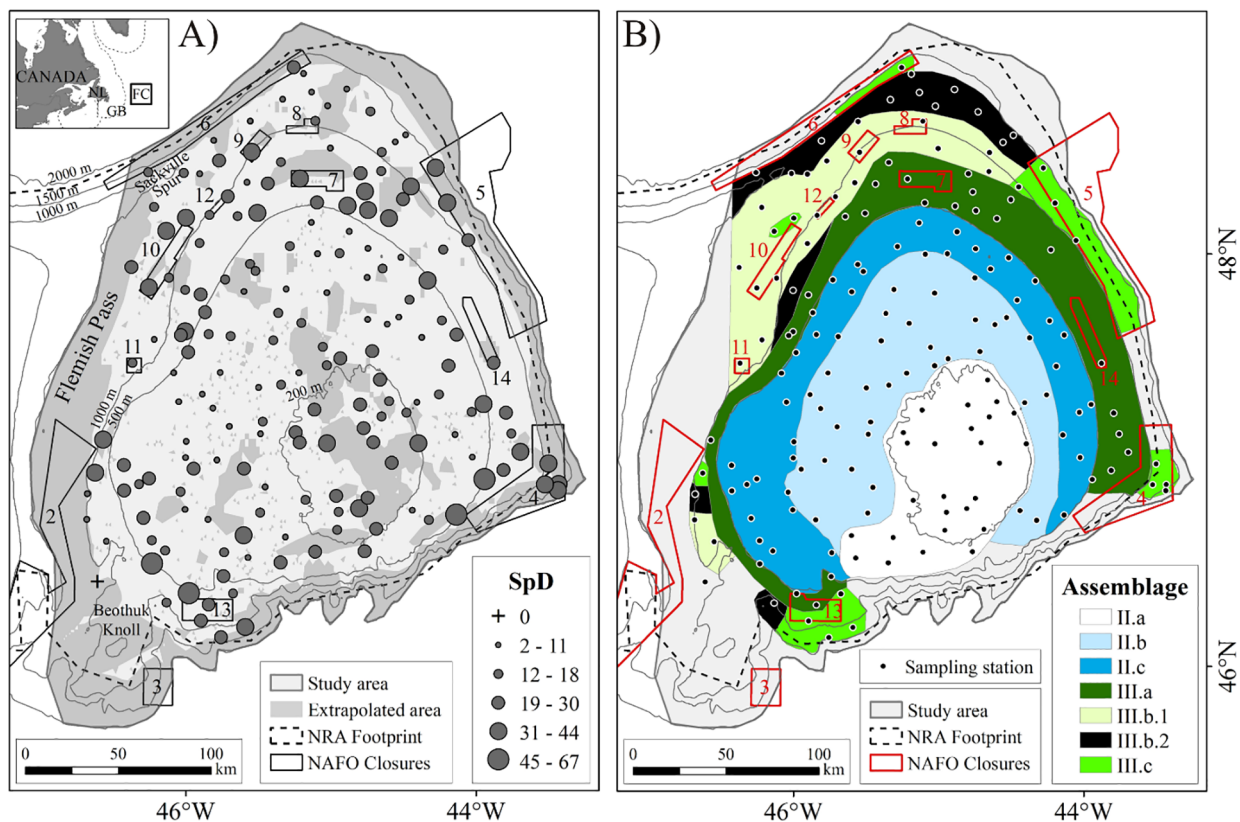 A)
CANADA
NL
GB
FC
2000 m
1500 m
1000 m
6
Sackville
Spur
9
8
12
7
5
10
Flemish Pass
11
1000 m
500 m
200 m
14
2
4
Beothuk
Knoll
13
3
SpD
0
2 - 11
12 - 18
19 - 30
31 - 44
45 - 67
Study area
Extrapolated area
NRA Footprint
NAFO Closures
0 50 100
km
46°W 44°W
B)
6
9
8
12
7
5
10
11
14
2
4
13
3
48°N
46°N
Assemblage
II.a
II.b
II.c
III.a
III.b.1
III.b.2
III.c
Sampling station
Study area
NRA Footprint
NAFO Closures
0 50 100
km
46°W 44°W